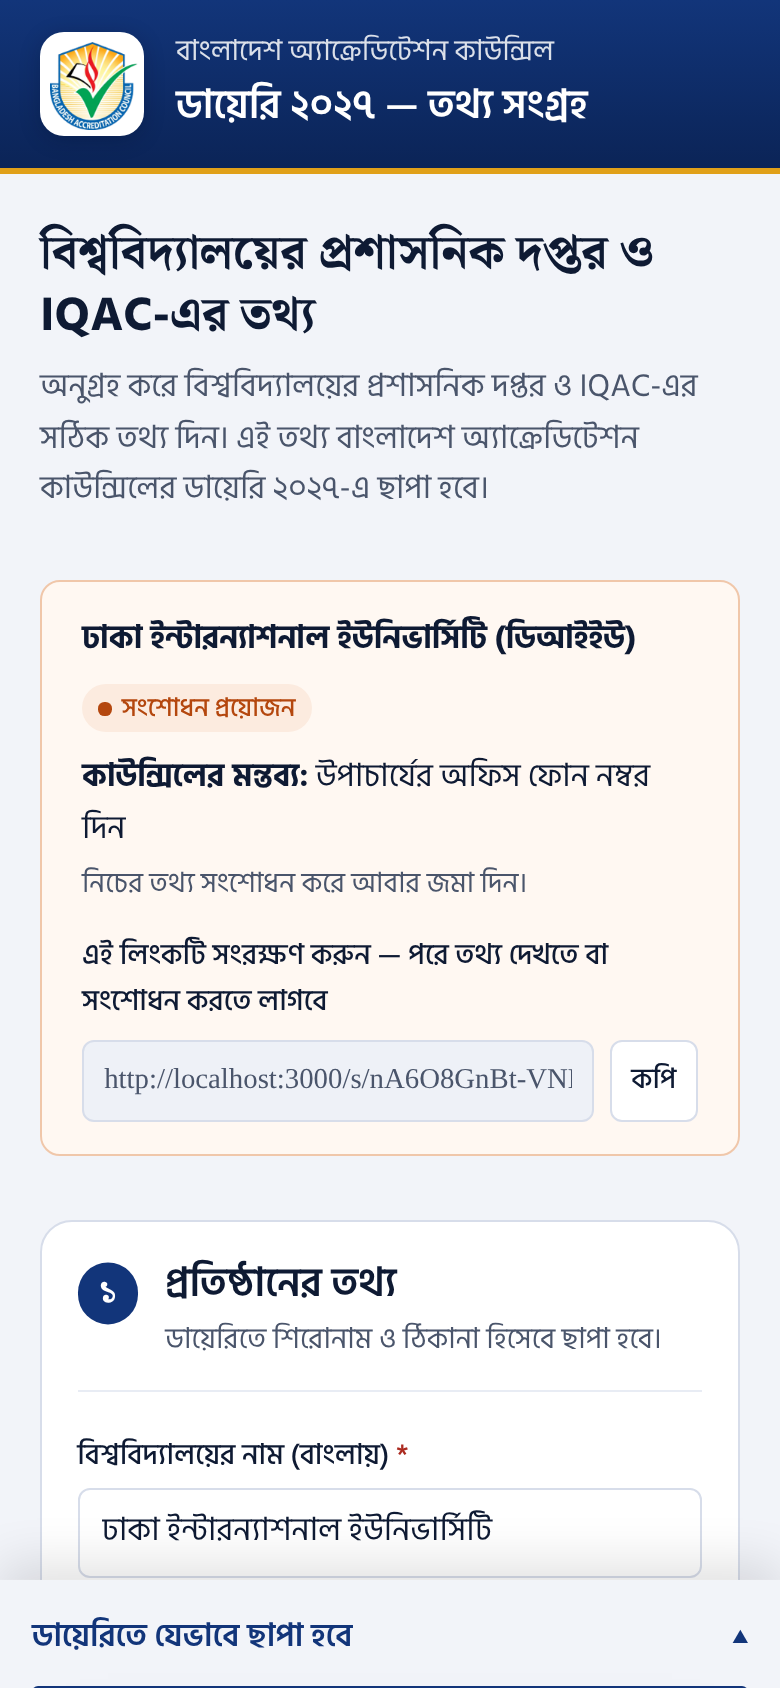 BANGLADESH ACCREDITATION COUNCIL
বাংলাদেশ অ্যাক্রেডিটেশন কাউন্সিল
ডায়েরি ২০২৭ — তথ্য সংগ্রহ
বিশ্ববিদ্যালয়ের প্রশাসনিক দপ্তর ও
IQAC-এর তথ্য
অনুগ্রহ করে বিশ্ববিদ্যালয়ের প্রশাসনিক দপ্তর ও IQAC-এর
সঠিক তথ্য দিন। এই তথ্য বাংলাদেশ অ্যাক্রেডিটেশন
কাউন্সিলের ডায়েরি ২০২৭-এ ছাপা হবে।
ঢাকা ইন্টারন্যাশনাল ইউনিভার্সিটি (ডিআইইউ)
সংশোধন প্রয়োজন
কাউন্সিলের মন্তব্য: উপাচার্যের অফিস ফোন নম্বর
দিন
নিচের তথ্য সংশোধন করে আবার জমা দিন।
এই লিংকটি সংরক্ষণ করুন — পরে তথ্য দেখতে বা
সংশোধন করতে লাগবে
http://localhost:3000/s/nA6O8GnBt-VN
কপি
১
প্রতিষ্ঠানের তথ্য
ডায়েরিতে শিরোনাম ও ঠিকানা হিসেবে ছাপা হবে।
বিশ্ববিদ্যালয়ের নাম (বাংলায়) *
ঢাকা ইন্টারন্যাশনাল ইউনিভার্সিটি
ডায়েরিতে যেভাবে ছাপা হবে